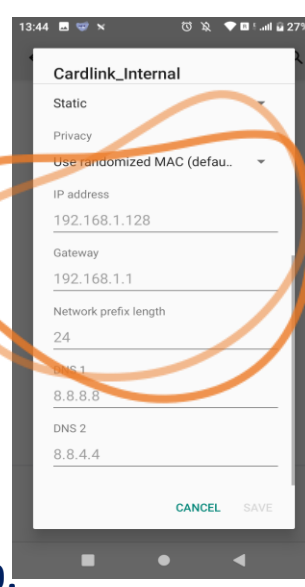 13:44 27%
Cardlink_Internal
Static
Privacy
Use randomized MAC (defau..
IP address
192.168.1.128
Gateway
192.168.1.1
Network prefix length
24
DNS 1
8.8.8.8
DNS 2
8.8.4.4
CANCEL SAVE